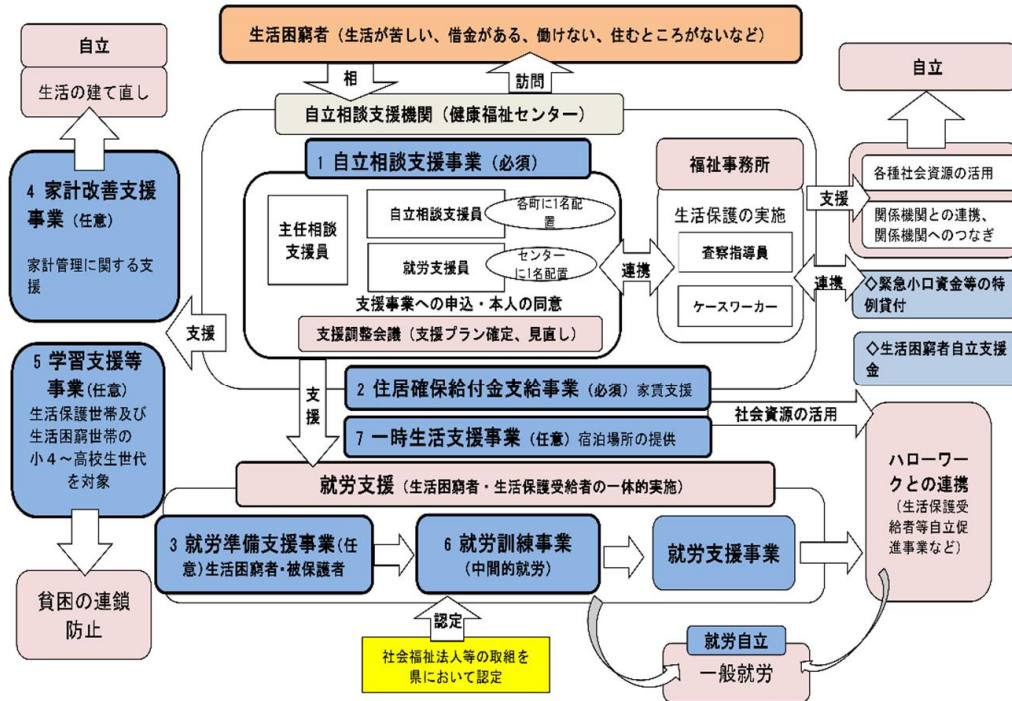 生活困窮者（生活が苦しい、借金がある、働けない、住むところがないなど）
相
訪問
自立
生活の建て直し
自立
自立相談支援機関（健康福祉センター）
1 自立相談支援事業（必須）
主任相談
支援員
自立相談支援員
各町に1名配
置
就労支援員
センター
に1名配置
支援事業への申込・本人の同意
支援調整会議（支援プラン確定、見直し）
連携
福祉事務所
生活保護の実施
査察指導員
ケースワーカー
支援
各種社会資源の活用
関係機関との連携、
関係機関へのつなぎ
連携
◇緊急小口資金等の特
例貸付
◇生活困窮者自立支援
金
4 家計改善支援
事業（任意）
家計管理に関する支
援
支援
5 学習支援等
事業(任意)
生活保護世帯及び
生活困窮世帯の
小４～高校生世代
を対象
貧困の連鎖
防止
支
援
2 住居確保給付金支給事業（必須）家賃支援
7 一時生活支援事業（任意）宿泊場所の提供
社会資源の活用
就労支援（生活困窮者・生活保護受給者の一体的実施）
3 就労準備支援事業(任
意)生活困窮者・被保護者
6 就労訓練事業
（中間的就労）
就労支援事業
ハローワー
クとの連携
（生活保護受
給者等自立促
進事業など）
認定
社会福祉法人等の取組を
県において認定
就労自立
一般就労